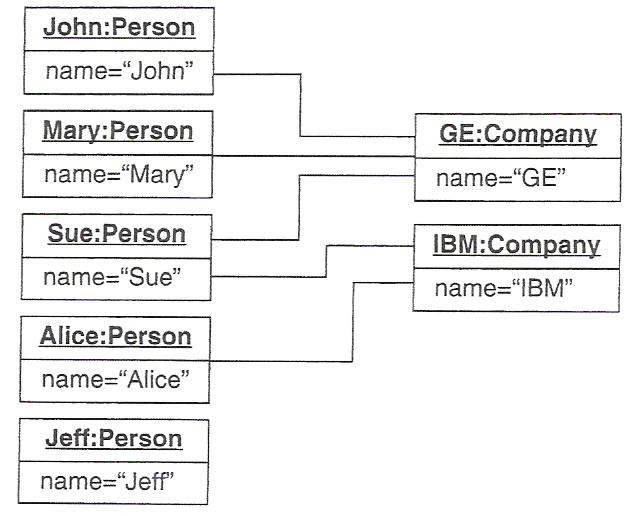 John:Person
name=“John”
Mary:Person
name=“Mary”
Sue:Person
name=“Sue”
Alice:Person
name=“Alice”
Jeff:Person
name=“Jeff”
GE:Company
name=“GE”
IBM:Company
name=“IBM”